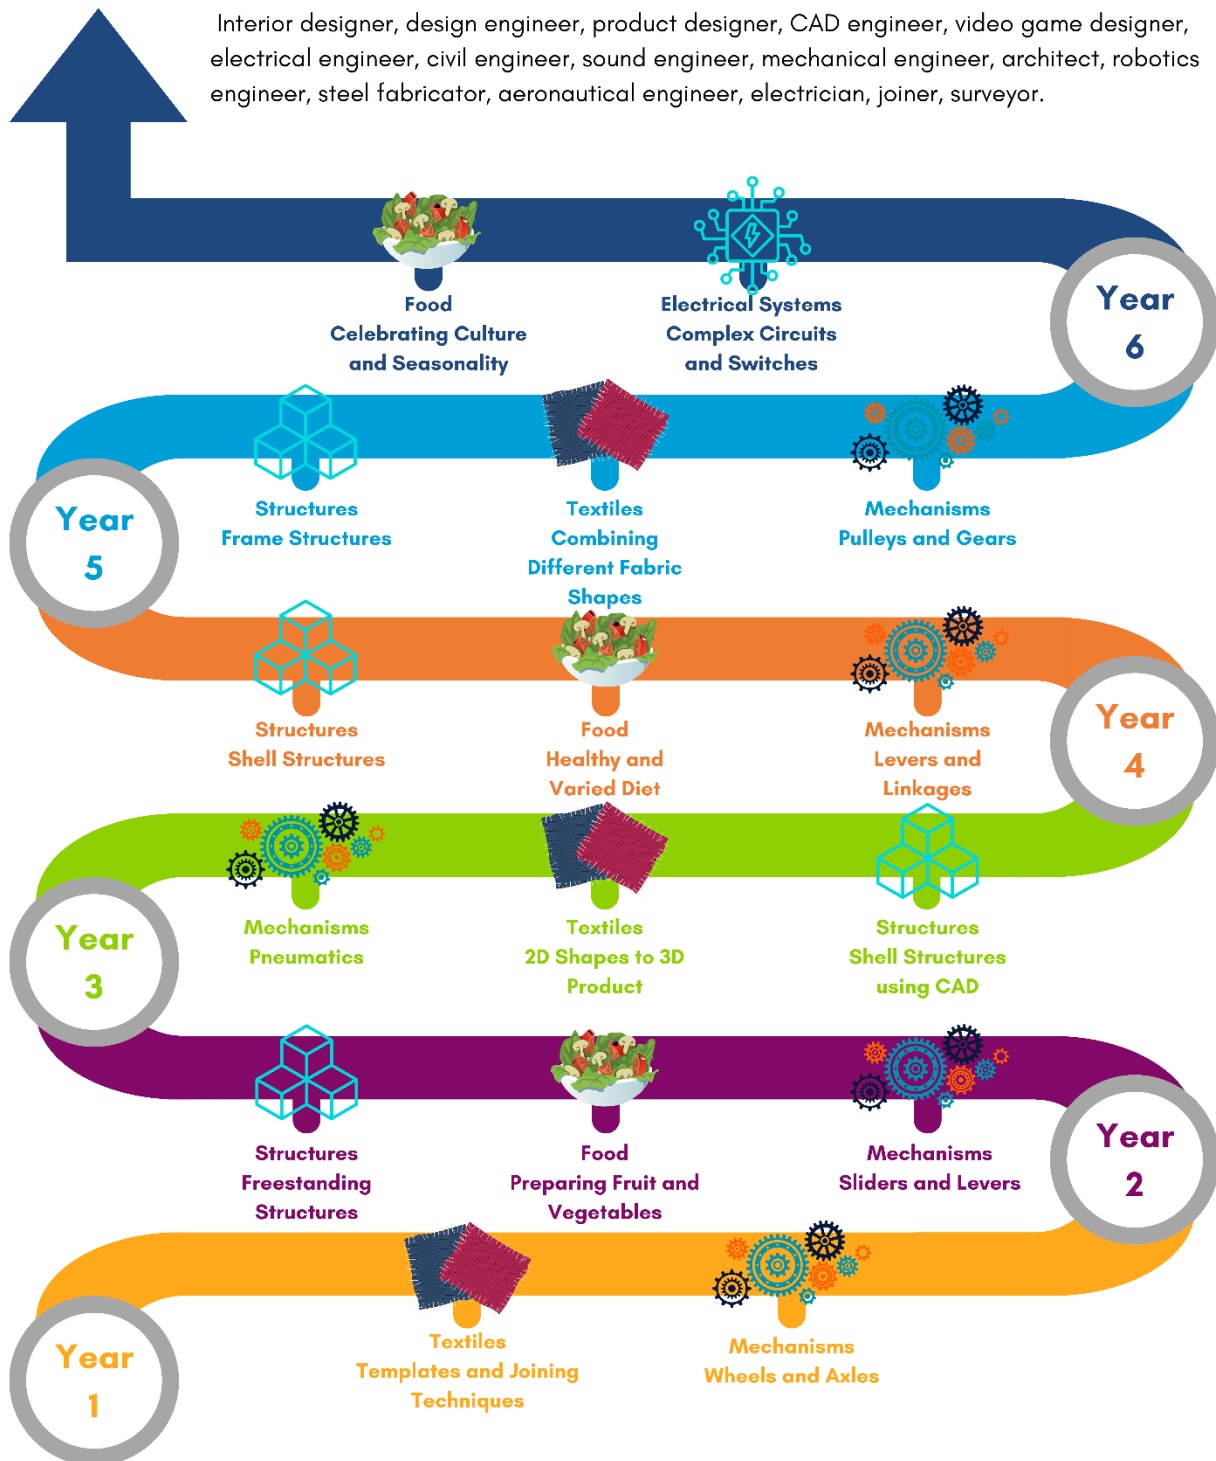 Interior designer, design engineer, product designer, CAD engineer, video game designer,
electrical engineer, civil engineer, sound engineer, mechanical engineer, architect, robotics
engineer, steel fabricator, aeronautical engineer, electrician, joiner, surveyor.
Year
6
Food
Celebrating Culture
and Seasonality
Electrical Systems
Complex Circuits
and Switches
Year
5
Structures
Frame Structures
Textiles
Combining
Different Fabric
Shapes
Mechanisms
Pulleys and Gears
Structures
Shell Structures
Food
Healthy and
Varied Diet
Mechanisms
Levers and
Linkages
Year
4
Year
3
Mechanisms
Pneumatics
Textiles
2D Shapes to 3D
Product
Structures
Shell Structures
using CAD
Structures
Freestanding
Structures
Food
Preparing Fruit and
Vegetables
Mechanisms
Sliders and Levers
Year
2
Year
1
Textiles
Templates and Joining
Techniques
Mechanisms
Wheels and Axles